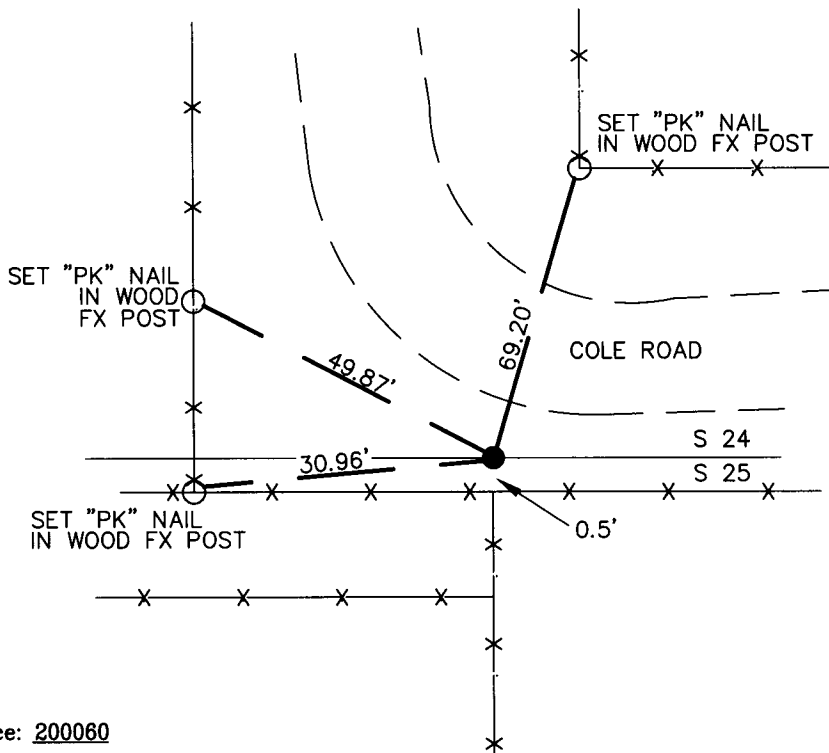 SET "PK" NAIL
IN WOOD FX POST
SET "PK" NAIL
IN WOOD
FX POST
69.20'
COLE ROAD
49.87'
S 24
30.96'
S 25
SET "PK" NAIL
IN WOOD FX POST
0.5'
ce: 200060